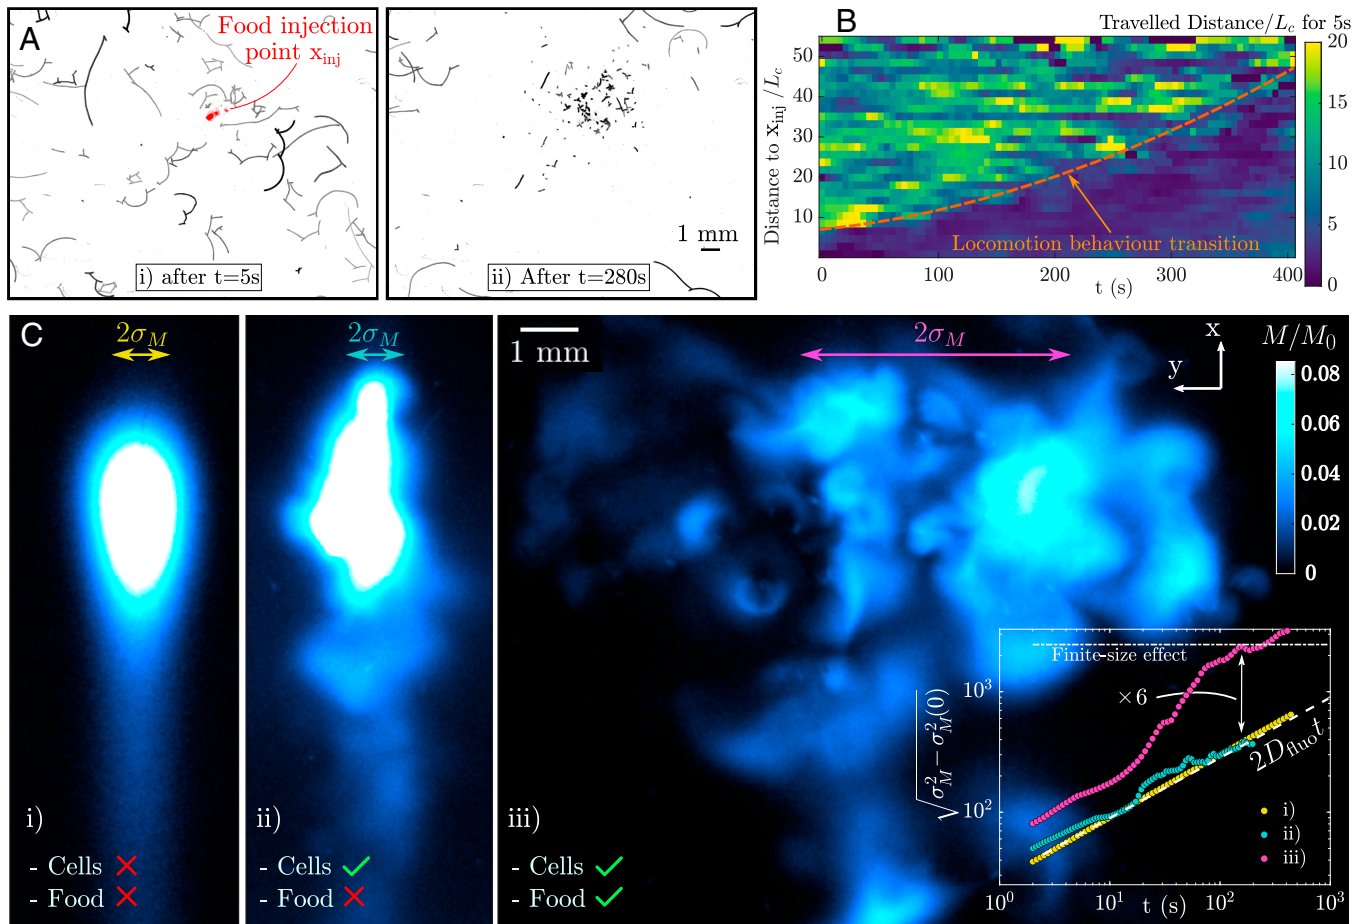 A
Food injection
point x_inj
i) after t=5s
ii) After t=280s
1 mm
B
Travelled Distance/L_c for 5s
Distance to x_inj /L_c
50
40
30
20
10
0
100
200
300
400
t (s)
Locomotion behaviour transition
20
15
10
5
0
C
2σ_M
i)
- Cells ✕
- Food ✕
2σ_M
ii)
- Cells ✓
- Food ✕
1 mm
2σ_M
x
y
M/M_0
0.08
0.06
0.04
0.02
0
iii)
- Cells ✓
- Food ✓
Finite-size effect
×6
2D_fluo t
√(σ_M^2 − σ_M^2(0))
10^3
10^2
10^0
10^1
10^2
10^3
t (s)
i)
ii)
iii)